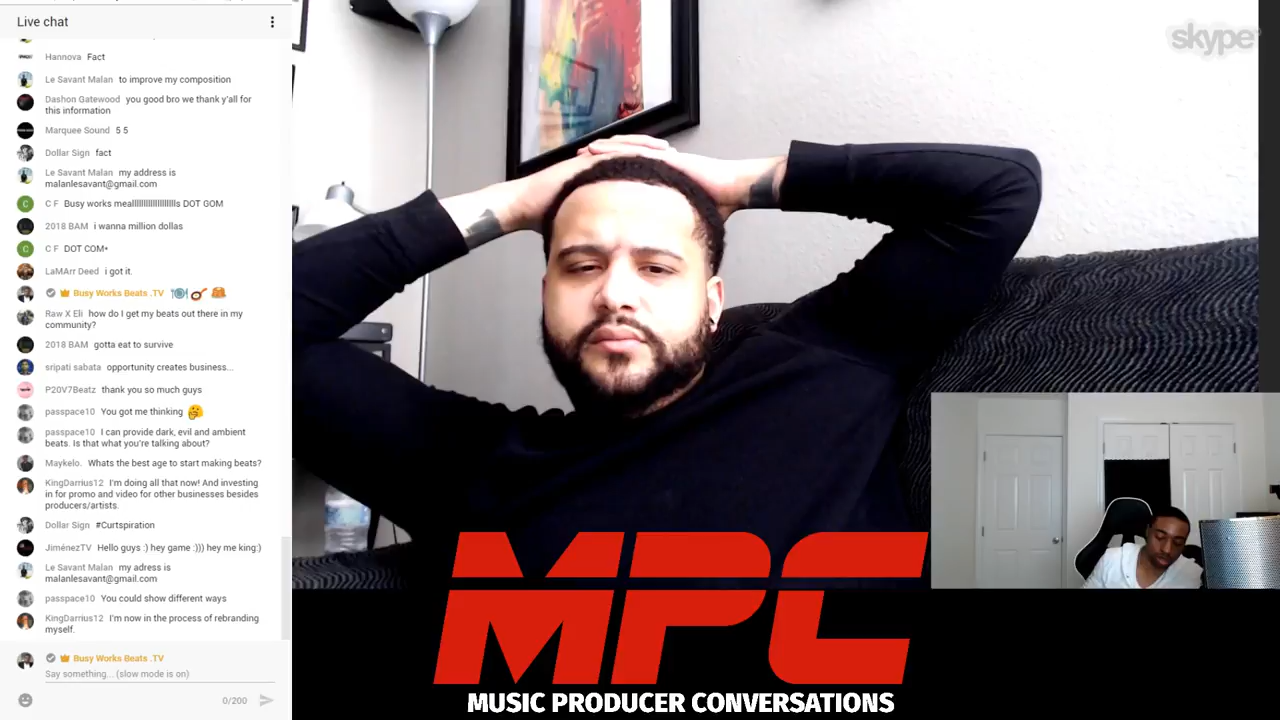 Live chat
Hannova Fact
Le Savant Malan to improve my composition
Dashon Gatewood you good bro we thank y'all for
this information
Marquee Sound 5 5
Dollar Sign fact
Le Savant Malan my address is
malanlesavant@gmail.com
C
C F Busy works mealllllllllllllllllls DOT GOM
2018 BAM i wanna million dollas
C
C F DOT COM*
LaMArr Deed i got it.
Busy Works Beats .TV
Raw X Eli how do I get my beats out there in my
community?
2018 BAM gotta eat to survive
sripati sabata opportunity creates business...
P20V7Beatz thank you so much guys
passpace10 You got me thinking 🤔
passpace10 I can provide dark, evil and ambient
beats. Is that what you're talking about?
Maykelo. Whats the best age to start making beats?
KingDarrius12 I'm doing all that now! And investing
in for promo and video for other businesses besides
producers/artists.
Dollar Sign #Curtspiration
JiménezTV Hello guys :) hey game :))) hey me king:)
Le Savant Malan my adress is
malanlesavant@gmail.com
passpace10 You could show different ways
KingDarrius12 I'm now in the process of rebranding
myself.
Busy Works Beats .TV
Say something... (slow mode is on)
0/200
skype
MPC
MUSIC PRODUCER CONVERSATIONS